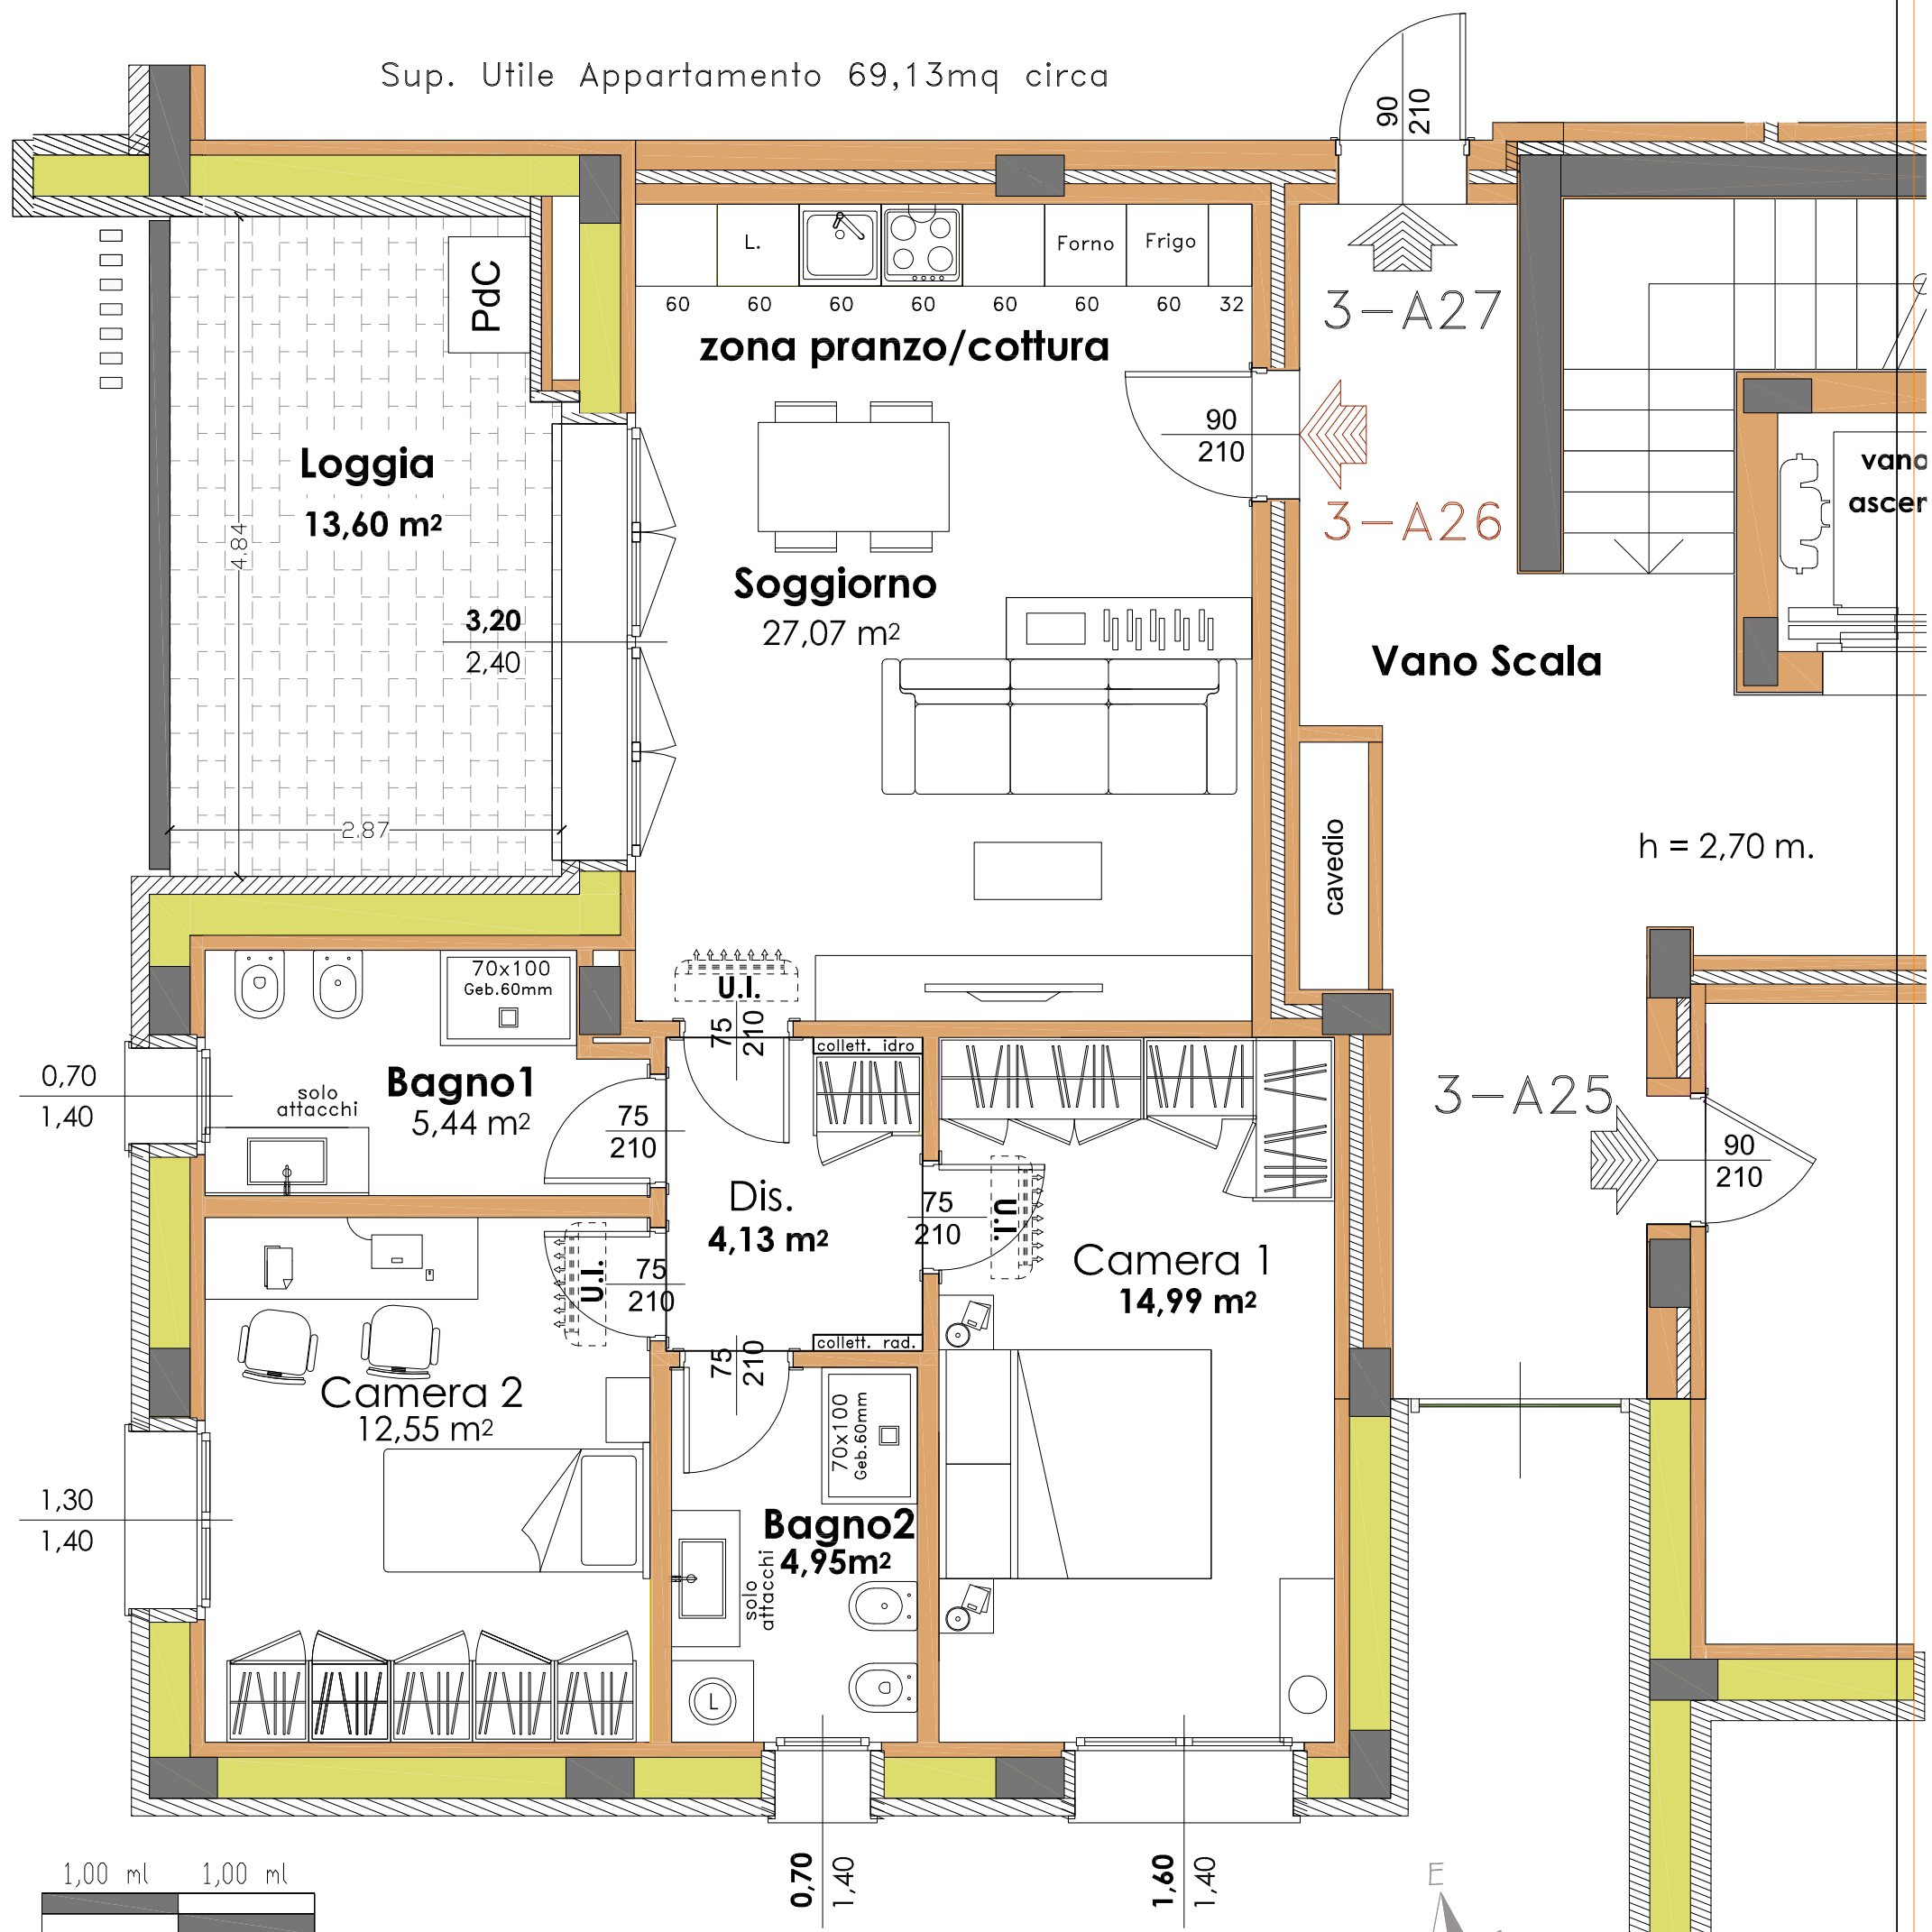 Sup. Utile Appartamento 69,13mq circa
90
210
L.
Forno
Frigo
60 60 60 60 60 60 60 32
zona pranzo/cottura
PdC
3-A27
90
210
3-A26
Loggia
13,60 m²
4.84
3,20
2,40
2.87
Soggiorno
27,07 m²
Vano Scala
cavedio
h = 2,70 m.
U.I.
75
210
70x100
Geb.60mm
0,70
1,40
solo
attacchi
Bagno1
5,44 m²
75
210
collett. idro
Dis.
4,13 m²
75
210
U.I.
Camera 1
14,99 m²
3-A25
90
210
U.I.
75
210
collett. rad.
75
210
Camera 2
12,55 m²
1,30
1,40
70x100
Geb.60mm
Bagno2
4,95m²
solo
attacchi
L
0,70
1,40
1,60
1,40
1,00 ml 1,00 ml
E